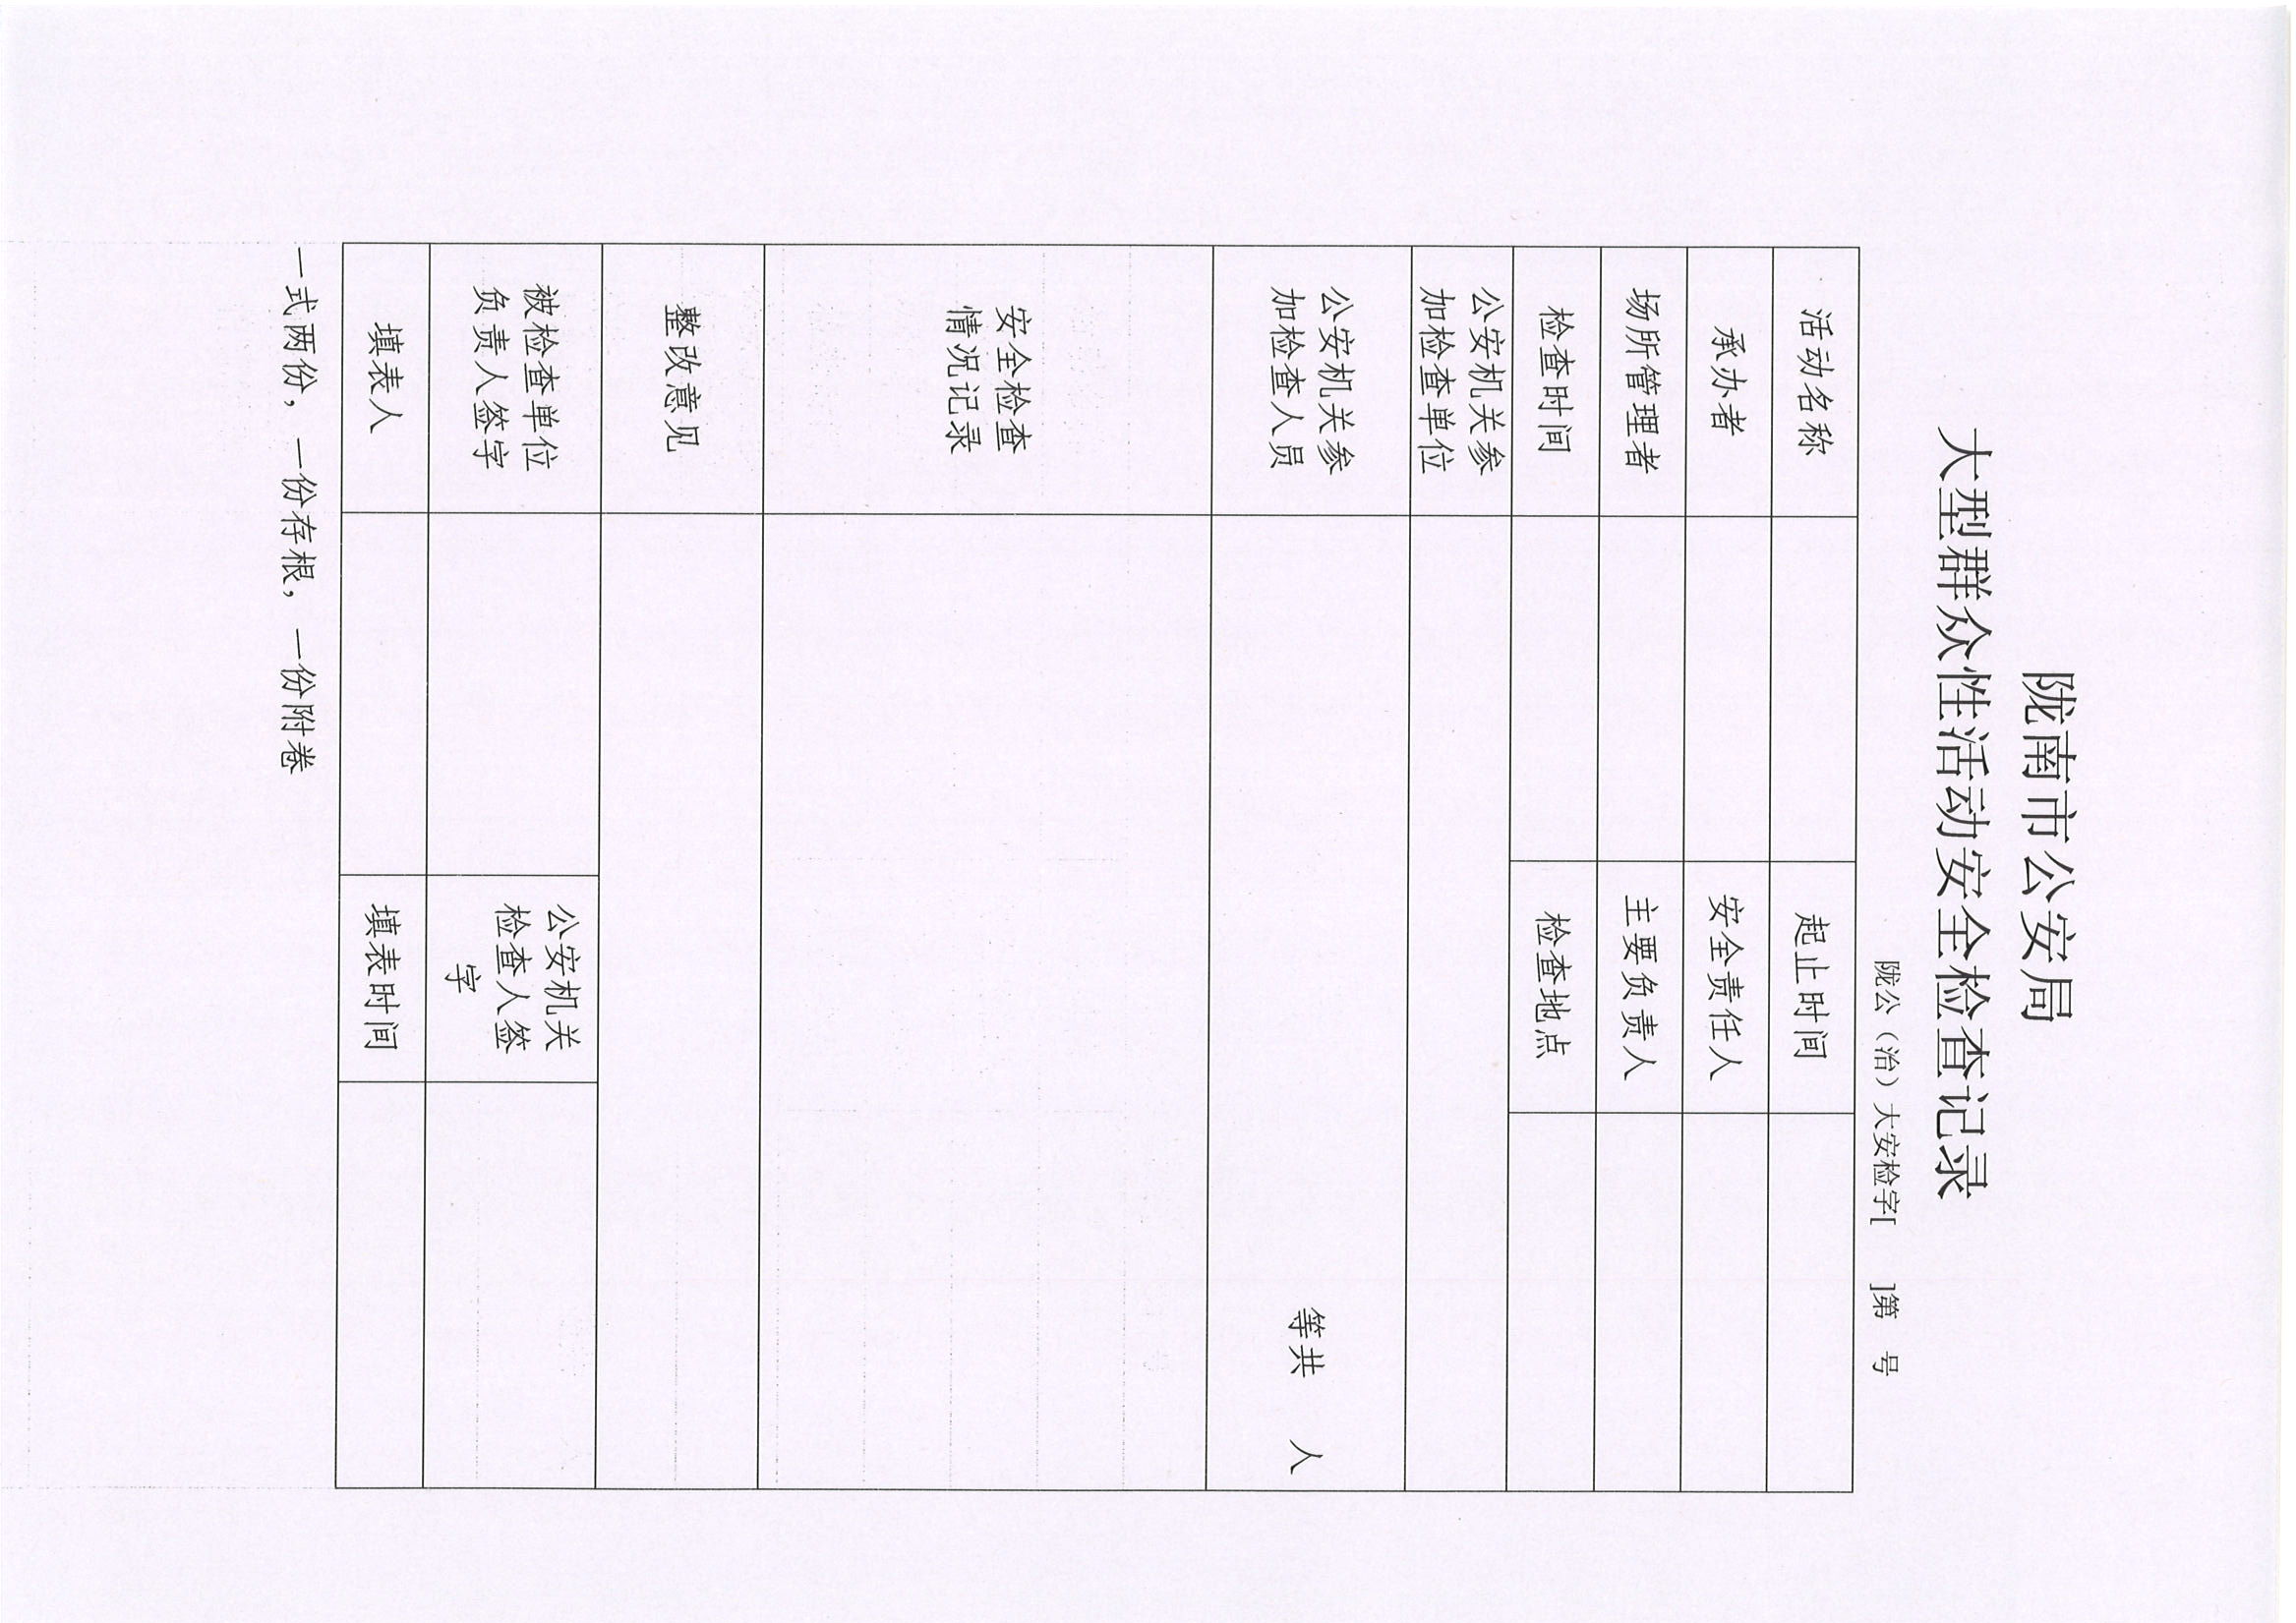 陇南市公安局
大型群众性活动安全检查记录
陇公（治）大安检字[　　]第　号
活动名称
起止时间
承办者
安全责任人
场所管理者
主要负责人
检查时间
检查地点
公安机关参
加检查单位
公安机关参
加检查人员
等共　人
安全检查
情况记录
整改意见
被检查单位
负责人签字
公安机关
检查人签
字
填表人
填表时间
一式两份，一份存根，一份附卷